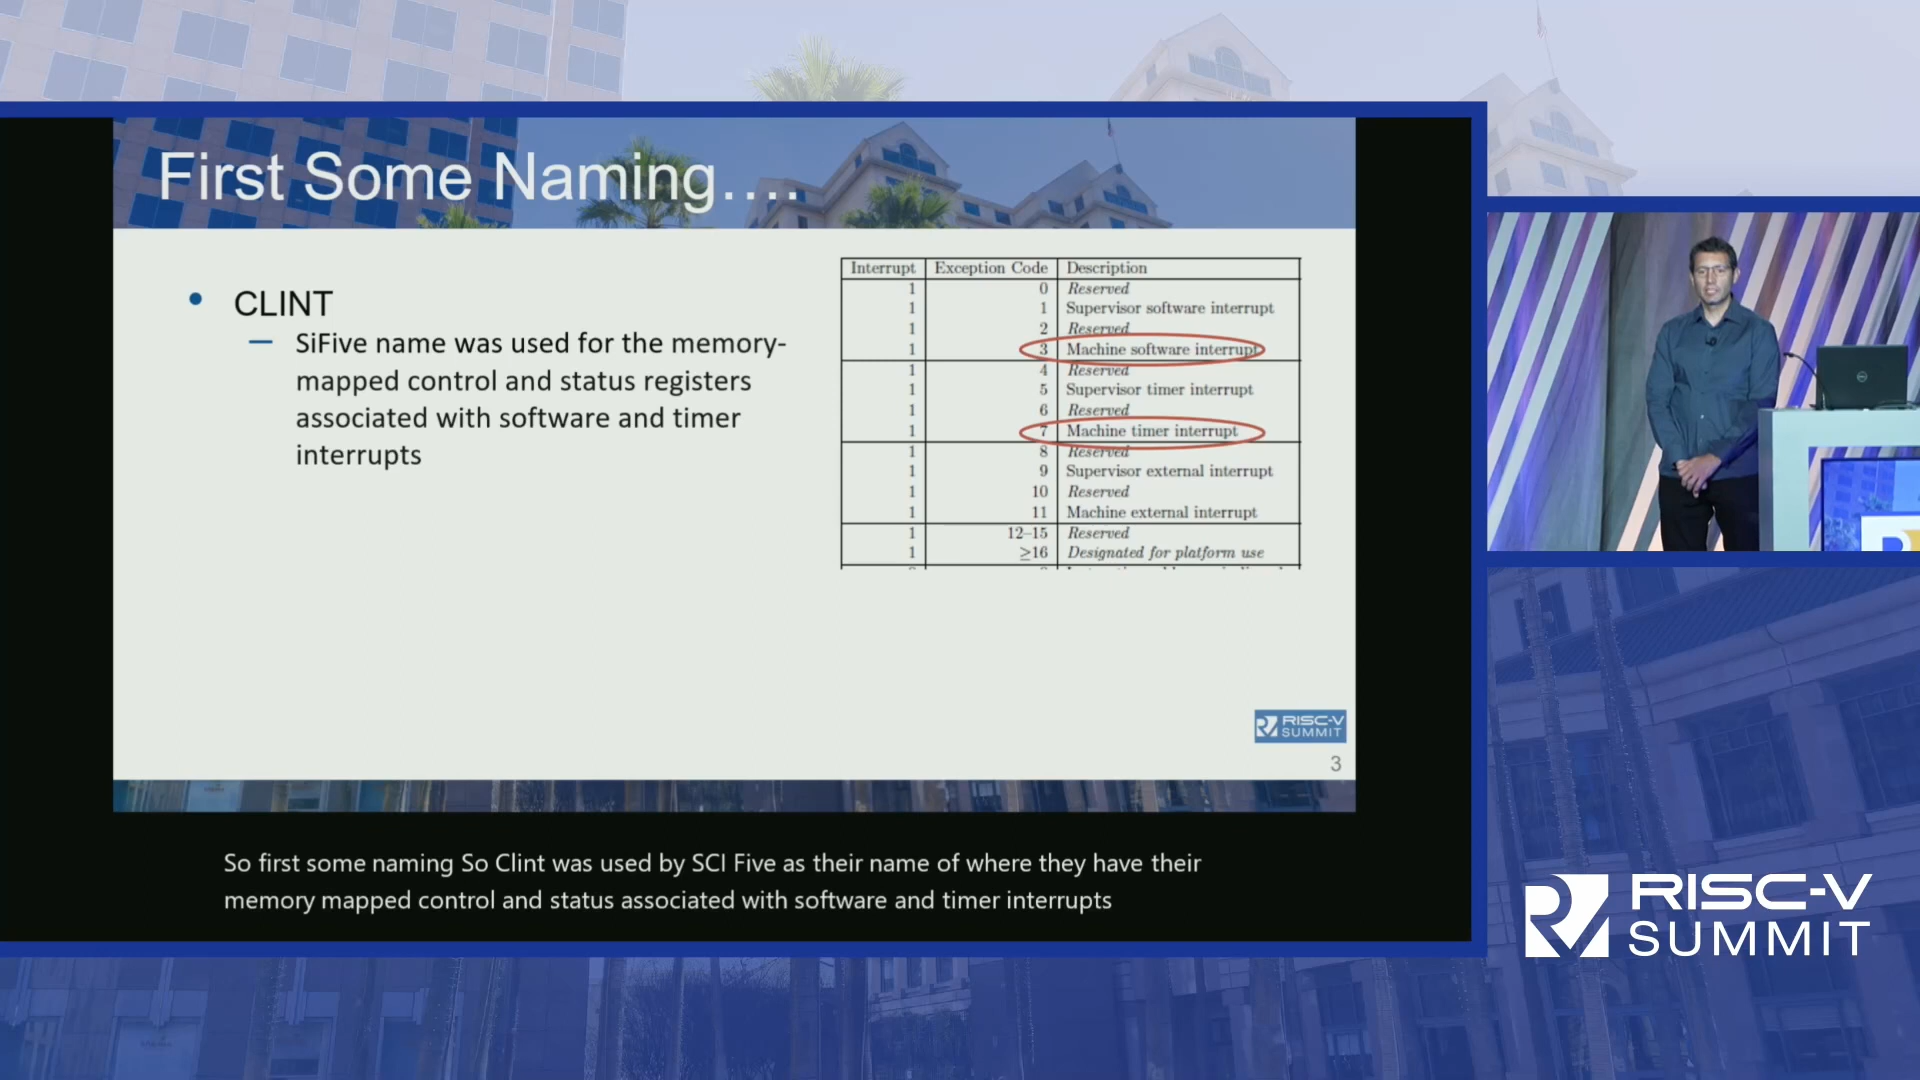 First Some Naming....
• CLINT
— SiFive name was used for the memory-
mapped control and status registers
associated with software and timer
interrupts
Interrupt Exception Code Description
1 0 Reserved
1 1 Supervisor software interrupt
1 2 Reserved
1 3 Machine software interrupt
1 4 Reserved
1 5 Supervisor timer interrupt
1 6 Reserved
1 7 Machine timer interrupt
1 8 Reserved
1 9 Supervisor external interrupt
1 10 Reserved
1 11 Machine external interrupt
1 12–15 Reserved
1 ≥16 Designated for platform use
RISC-V
SUMMIT
3
So first some naming So Clint was used by SCI Five as their name of where they have their
memory mapped control and status associated with software and timer interrupts
RISC-V
SUMMIT